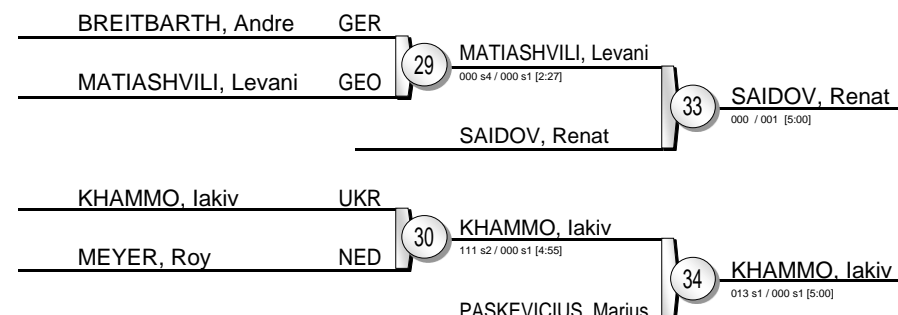 BREITBARTH, Andre GER
MATIASHVILI, Levani GEO
29
MATIASHVILI, Levani
000 s4 / 000 s1 [2:27]
SAIDOV, Renat
33
SAIDOV, Renat
000 / 001 [5:00]
KHAMMO, Iakiv UKR
MEYER, Roy NED
30
KHAMMO, Iakiv
111 s2 / 000 s1 [4:55]
PASKEVICIUS, Marius
34
KHAMMO, Iakiv
013 s1 / 000 s1 [5:00]